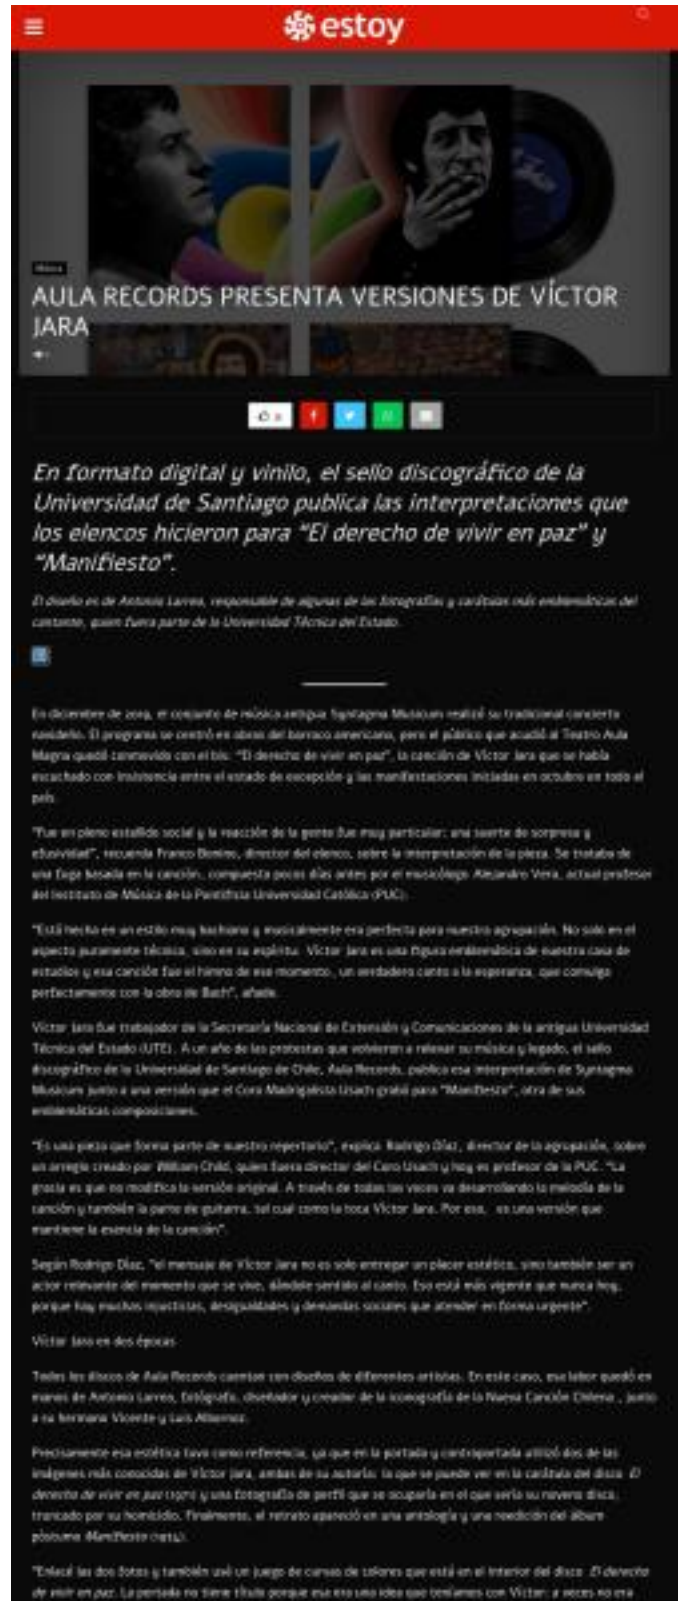 estoy
Música
AULA RECORDS PRESENTA VERSIONES DE VÍCTOR
JARA
En formato digital y vinilo, el sello discográfico de la
Universidad de Santiago publica las interpretaciones que
los elencos hicieron para “El derecho de vivir en paz” y
“Manifiesto”.
El diseño es de Antonio Larrea, responsable de algunas de las fotografías y carátulas más emblemáticas del
cantante, quien fuera parte de la Universidad Técnica del Estado.
En diciembre de 2019, el conjunto de música antigua Syntagma Musicum realizó su tradicional concierto
navideño. El programa se centró en obras del barroco americano, pero el público que acudió al Teatro Aula
Magna quedó conmovido con el bis: “El derecho de vivir en paz”, la canción de Víctor Jara que se había
escuchado con insistencia entre el estado de excepción y las manifestaciones iniciadas en octubre en todo el
país.
“Fue en pleno estallido social y la reacción de la gente fue muy particular: una suerte de sorpresa y
efusividad”, recuerda Franco Bonino, director del elenco, sobre la interpretación de la pieza. Se trataba de
una fuga basada en la canción, compuesta pocos días antes por el musicólogo Alejandro Vera, actual profesor
del Instituto de Música de la Pontificia Universidad Católica (PUC).
“Está hecha en un estilo muy bachiano y musicalmente era perfecta para nuestra agrupación. No solo en el
aspecto puramente técnico, sino en su espíritu. Víctor Jara es una figura emblemática de nuestra casa de
estudios y esa canción fue el himno de ese momento, un verdadero canto a la esperanza, que comulga
perfectamente con la obra de Bach”, añade.
Víctor Jara fue trabajador de la Secretaría Nacional de Extensión y Comunicaciones de la antigua Universidad
Técnica del Estado (UTE). A un año de las protestas que volvieron a relevar su música y legado, el sello
discográfico de la Universidad de Santiago de Chile, Aula Records, publica esa interpretación de Syntagma
Musicum junto a una versión que el Coro Madrigalista Usach grabó para “Manifiesto”, otra de sus
emblemáticas composiciones.
“Es una pieza que forma parte de nuestro repertorio”, explica Rodrigo Díaz, director de la agrupación, sobre
un arreglo creado por William Child, quien fuera director del Coro Usach y hoy es profesor de la PUC. “La
gracia es que no modifica la versión original. A través de todas las voces va desarrollando la melodía de la
canción y también la parte de guitarra, tal cual como la toca Víctor Jara. Por eso, es una versión que
mantiene la esencia de la canción”.
Según Rodrigo Díaz, “el mensaje de Víctor Jara no es solo entregar un placer estético, sino también ser un
actor relevante del momento que se vive, dándole sentido al canto. Eso está más vigente que nunca hoy,
porque hay muchas injusticias, desigualdades y demandas sociales que atender en forma urgente”.
Víctor Jara en dos épocas
Todos los discos de Aula Records cuentan con diseños de diferentes artistas. En este caso, esa labor quedó en
manos de Antonio Larrea, fotógrafo, diseñador y creador de la iconografía de la Nueva Canción Chilena, junto
a su hermano Vicente y Luis Albornoz.
Precisamente esa estética tuvo como referencia, ya que en la portada y contraportada utilizó dos de las
imágenes más conocidas de Víctor Jara, ambas de su autoría: la que se puede ver en la carátula del disco El
derecho de vivir en paz (1971) y una fotografía de perfil que se ocuparía en el que sería su noveno disco,
truncado por su homicidio. Finalmente, el retrato apareció en una antología y una reedición del álbum
póstumo Manifiesto (1974).
“Enlacé las dos fotos y también usé un juego de curvas de colores que está en el interior del disco El derecho
de vivir en paz. La portada no tiene título porque esa era una idea que teníamos con Víctor: a veces no era